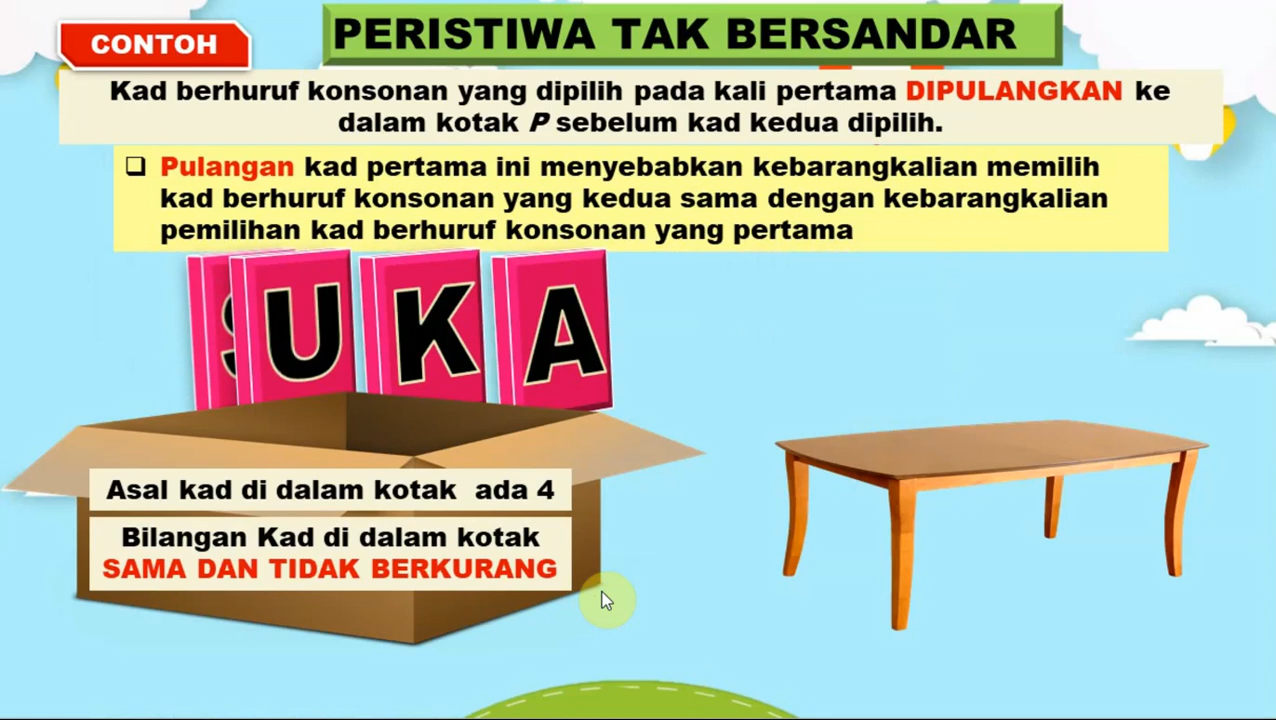 CONTOH
PERISTIWA TAK BERSANDAR
Kad berhuruf konsonan yang dipilih pada kali pertama DIPULANGKAN ke
dalam kotak P sebelum kad kedua dipilih.
Pulangan kad pertama ini menyebabkan kebarangkalian memilih
kad berhuruf konsonan yang kedua sama dengan kebarangkalian
pemilihan kad berhuruf konsonan yang pertama
S U K A
Asal kad di dalam kotak ada 4
Bilangan Kad di dalam kotak
SAMA DAN TIDAK BERKURANG